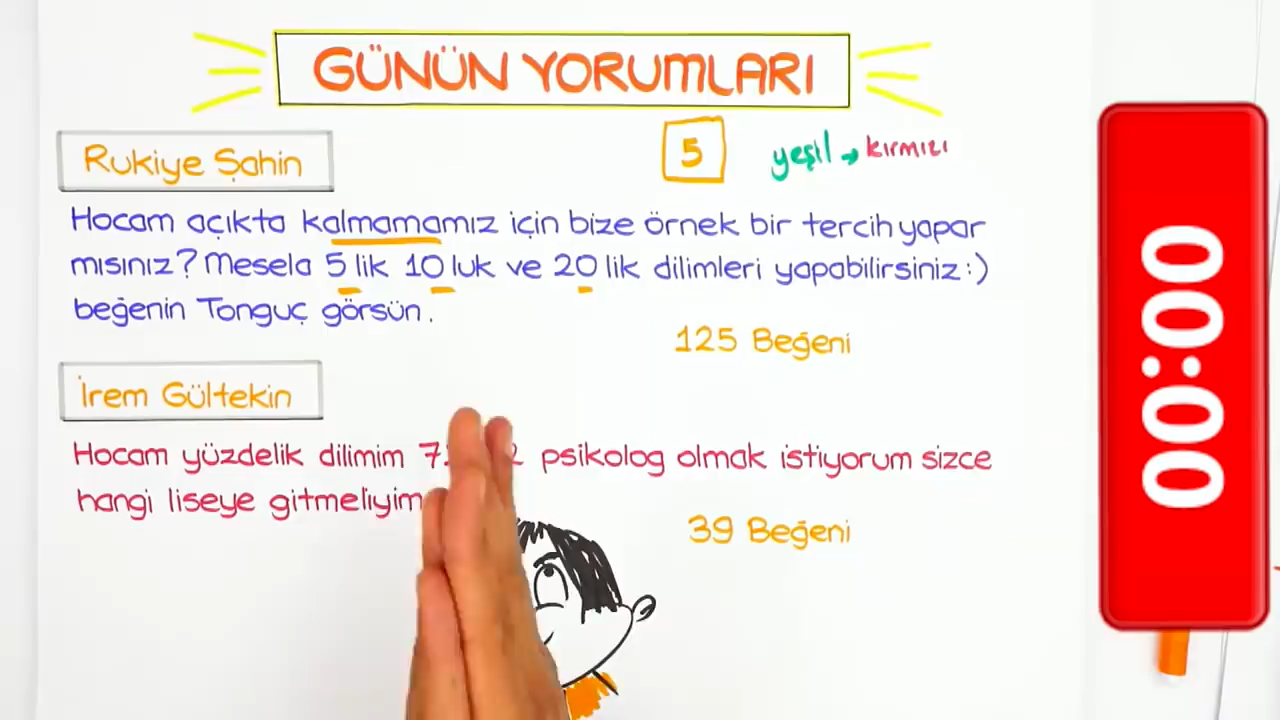 GÜNÜN YORUMLARI
Rukiye Şahin
5
yeşil → kırmızı
Hocam açıkta kalmamamız için bize örnek bir tercih yapar
mısınız? Mesela 5 lik 10 luk ve 20 lik dilimleri yapabilirsiniz:)
beğenin Tonguç görsün.
125 Beğeni
İrem Gültekin
Hocam yüzdelik dilimim psikolog olmak istiyorum sizce
hangi liseye gitmeliyim
39 Beğeni
00:00